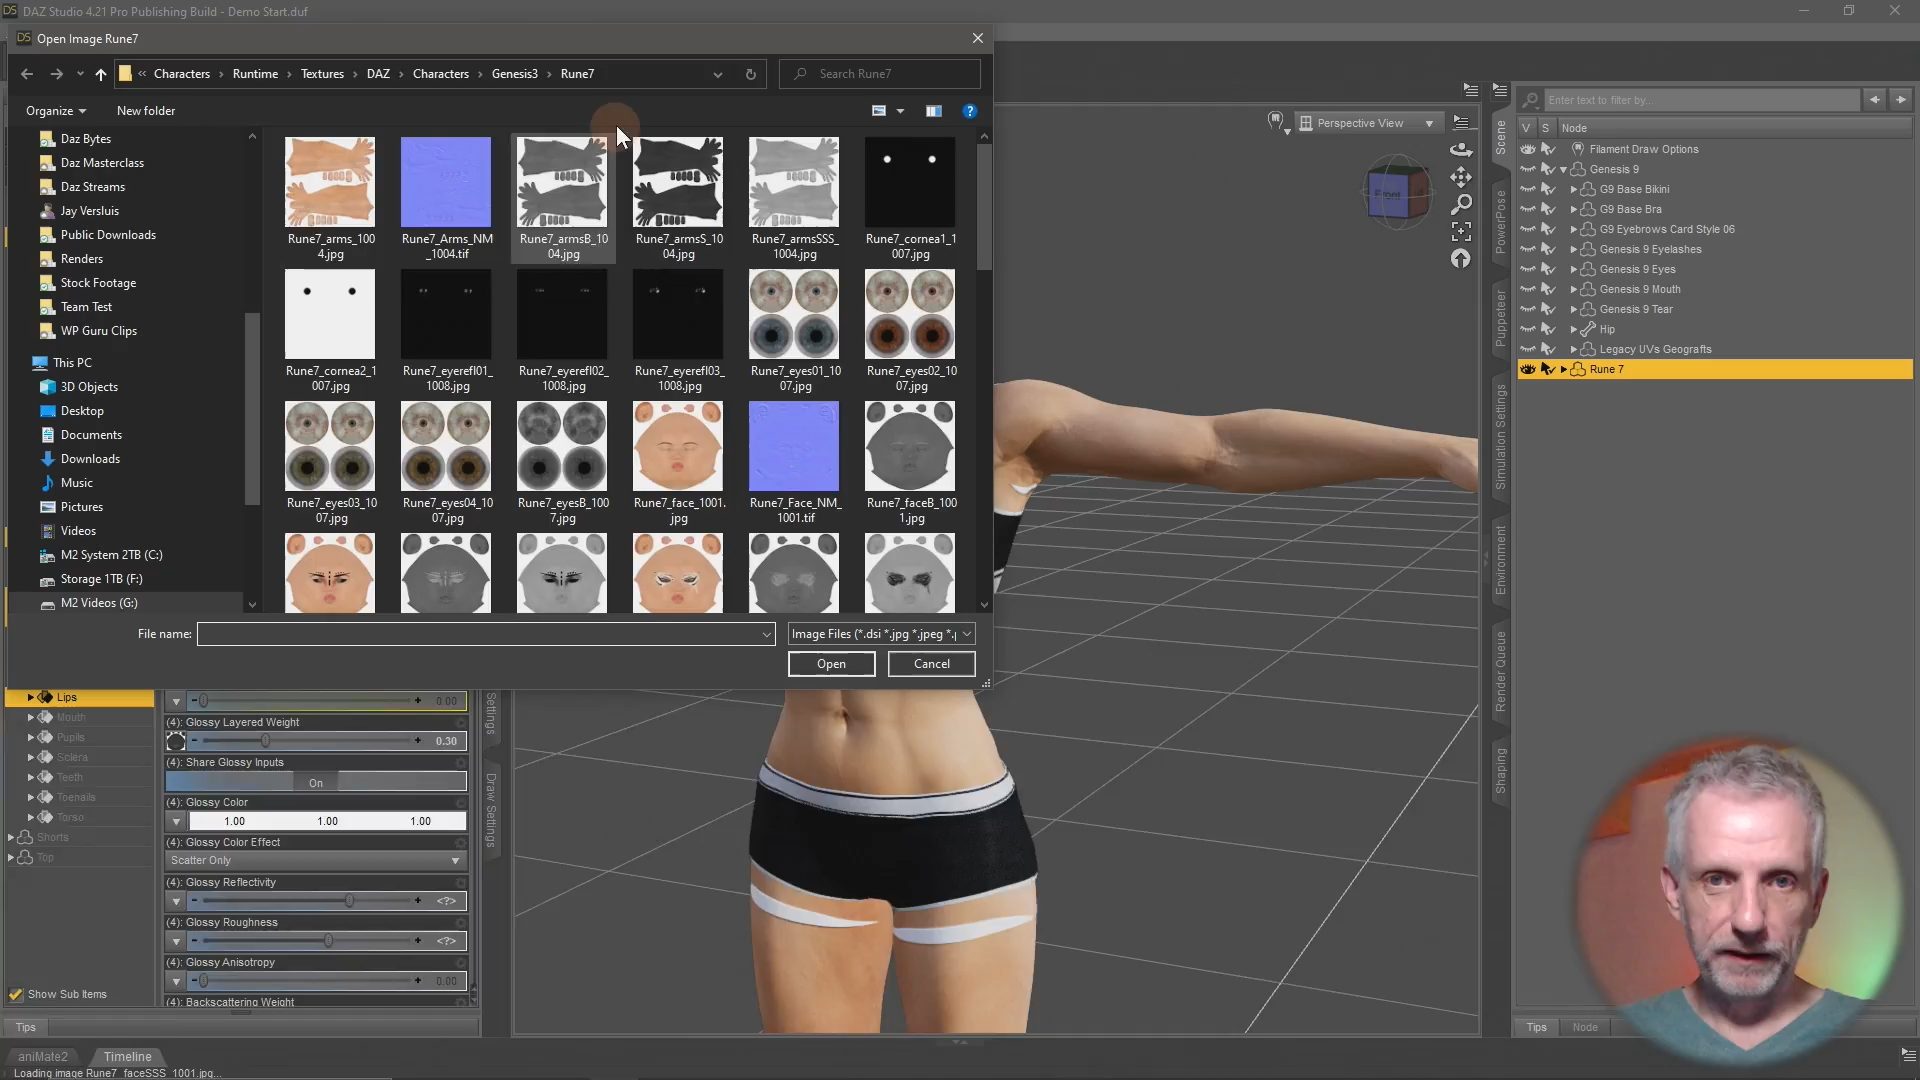 DAZ Studio 4.21 Pro Publishing Build - Demo Start.duf
Open Image Rune7
« Characters › Runtime › Textures › DAZ › Characters › Genesis3 › Rune7
Search Rune7
Organize
New folder
Daz Bytes
Daz Masterclass
Daz Streams
Jay Versluis
Public Downloads
Renders
Stock Footage
Team Test
WP Guru Clips
This PC
3D Objects
Desktop
Documents
Downloads
Music
Pictures
Videos
M2 System 2TB (C:)
Storage 1TB (F:)
M2 Videos (G:)
Rune7_arms_100
4.jpg
Rune7_Arms_NM
_1004.tif
Rune7_armsB_10
04.jpg
Rune7_armsS_10
04.jpg
Rune7_armsSSS_
1004.jpg
Rune7_cornea1_1
007.jpg
Rune7_cornea2_1
007.jpg
Rune7_eyerefl01_
1008.jpg
Rune7_eyerefl02_
1008.jpg
Rune7_eyerefl03_
1008.jpg
Rune7_eyes01_10
07.jpg
Rune7_eyes02_10
07.jpg
Rune7_eyes03_10
07.jpg
Rune7_eyes04_10
07.jpg
Rune7_eyesB_100
7.jpg
Rune7_face_1001.
jpg
Rune7_Face_NM_
1001.tif
Rune7_faceB_100
1.jpg
File name:
Image Files (*.dsi *.jpg *.jpeg *.
Open
Cancel
Lips
Mouth
Pupils
Sclera
Teeth
Toenails
Torso
Shorts
Top
Show Sub Items
Tips
0.00
(4): Glossy Layered Weight
0.30
(4): Share Glossy Inputs
On
(4): Glossy Color
1.00 1.00 1.00
(4): Glossy Color Effect
Scatter Only
(4): Glossy Reflectivity
<?>
(4): Glossy Roughness
<?>
(4): Glossy Anisotropy
0.00
(4): Backscattering Weight
Settings
Draw Settings
Perspective View
Front
Scene
PowerPose
Puppeteer
Simulation Settings
Environment
Render Queue
Shaping
Enter text to filter by...
V S Node
Filament Draw Options
Genesis 9
G9 Base Bikini
G9 Base Bra
G9 Eyebrows Card Style 06
Genesis 9 Eyelashes
Genesis 9 Eyes
Genesis 9 Mouth
Genesis 9 Tear
Hip
Legacy UVs Geografts
Rune 7
Tips
Node
aniMate2
Timeline
Loading image Rune7_faceSSS_1001.jpg...